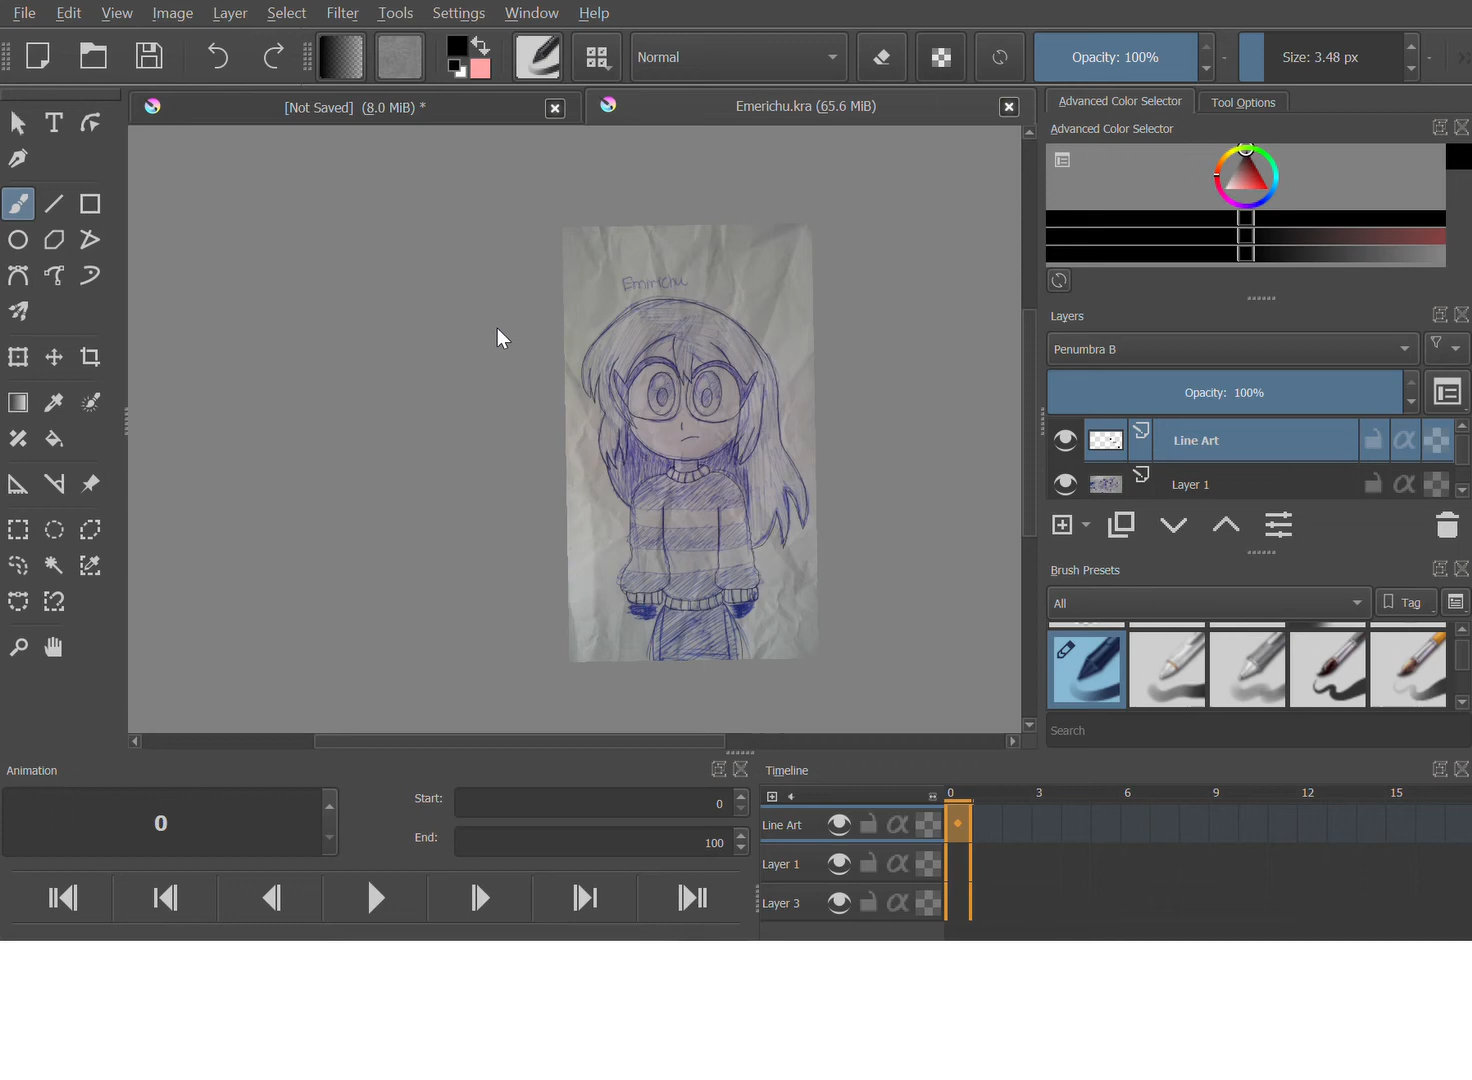 File Edit View Image Layer Select Filter Tools Settings Window Help
Normal Opacity: 100% Size: 3.48 px
[Not Saved] (8.0 MiB) * Emerichu.kra (65.6 MiB) Advanced Color Selector Tool Options
Advanced Color Selector
Emirichu
Layers
Penumbra B
Opacity: 100%
Line Art
Layer 1
Brush Presets
All Tag
Search
Animation Timeline
Start: 0
0
End: 100
0 3 6 9 12 15
Line Art
Layer 1
Layer 3